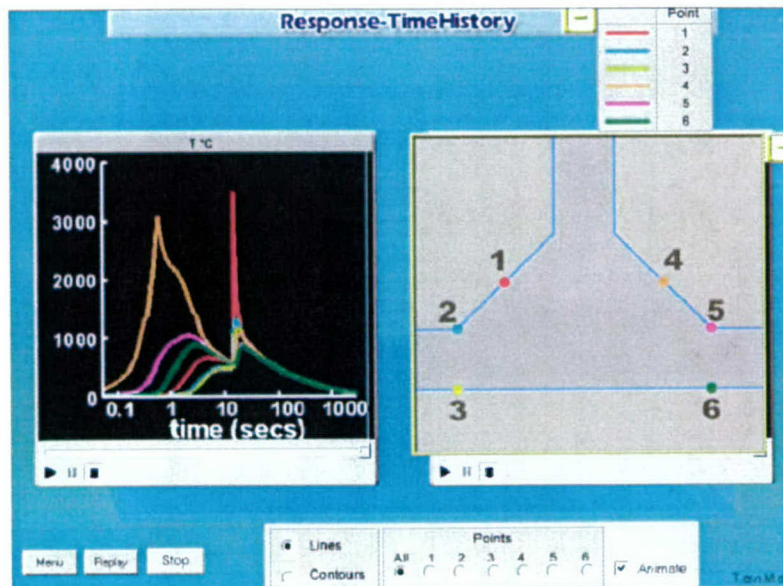 Response-TimeHistory
Point
1
2
3
4
5
6
T °C
4000
3000
2000
1000
0
0.1 1 10 100 1000
time (secs)
1
4
2
5
3
6
Lines
Contours
Points
All 1 2 3 4 5 6
Animate
Menu Replay Stop